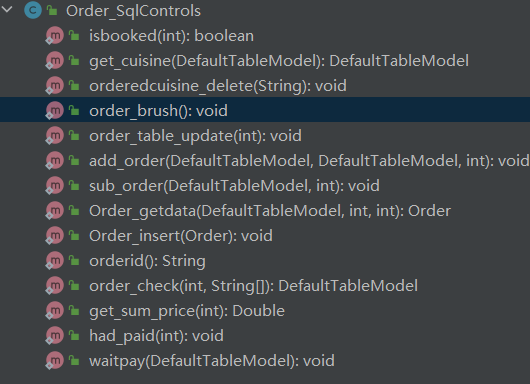 Order_SqlControls
isbooked(int): boolean
get_cuisine(DefaultTableModel): DefaultTableModel
orderedcuisine_delete(String): void
order_brush(): void
order_table_update(int): void
add_order(DefaultTableModel, DefaultTableModel, int): void
sub_order(DefaultTableModel, int): void
Order_getdata(DefaultTableModel, int, int): Order
Order_insert(Order): void
orderid(): String
order_check(int, String[]): DefaultTableModel
get_sum_price(int): Double
had_paid(int): void
waitpay(DefaultTableModel): void